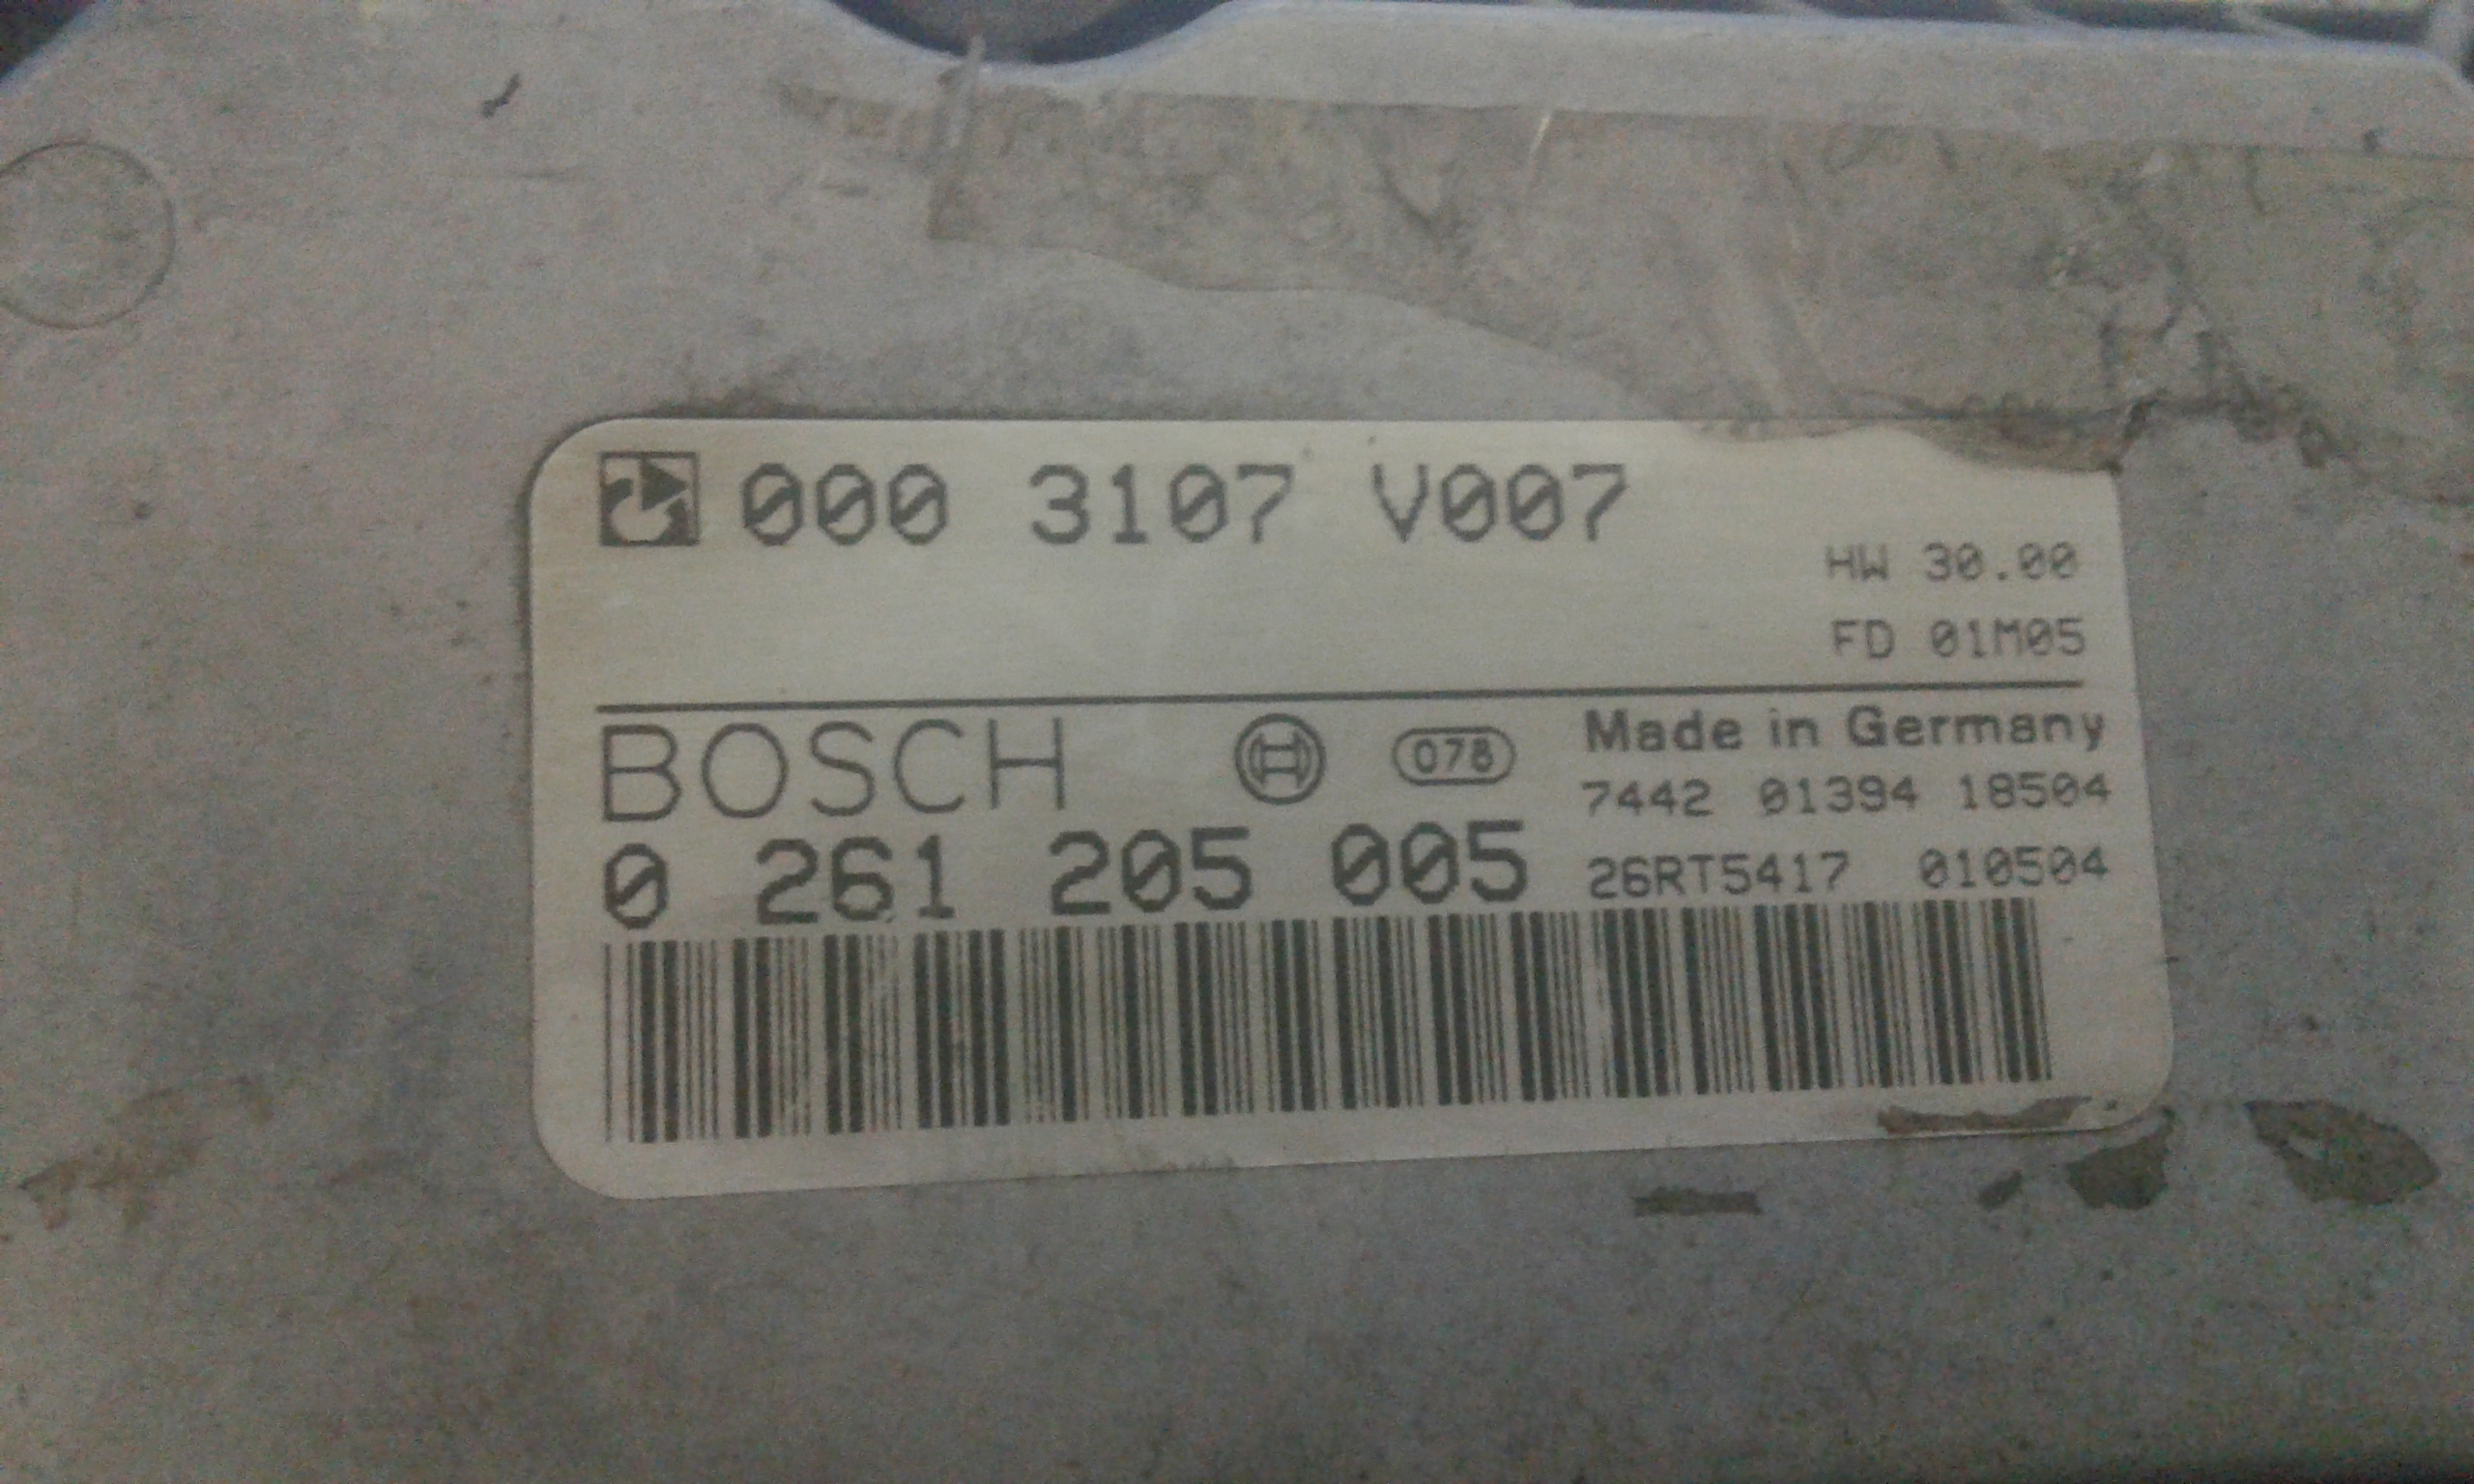 000 3107 V007
HW 30.00
FD 01M05
BOSCH 078 Made in Germany
7442 01394 18504
0 261 205 005 26RT5417 010504